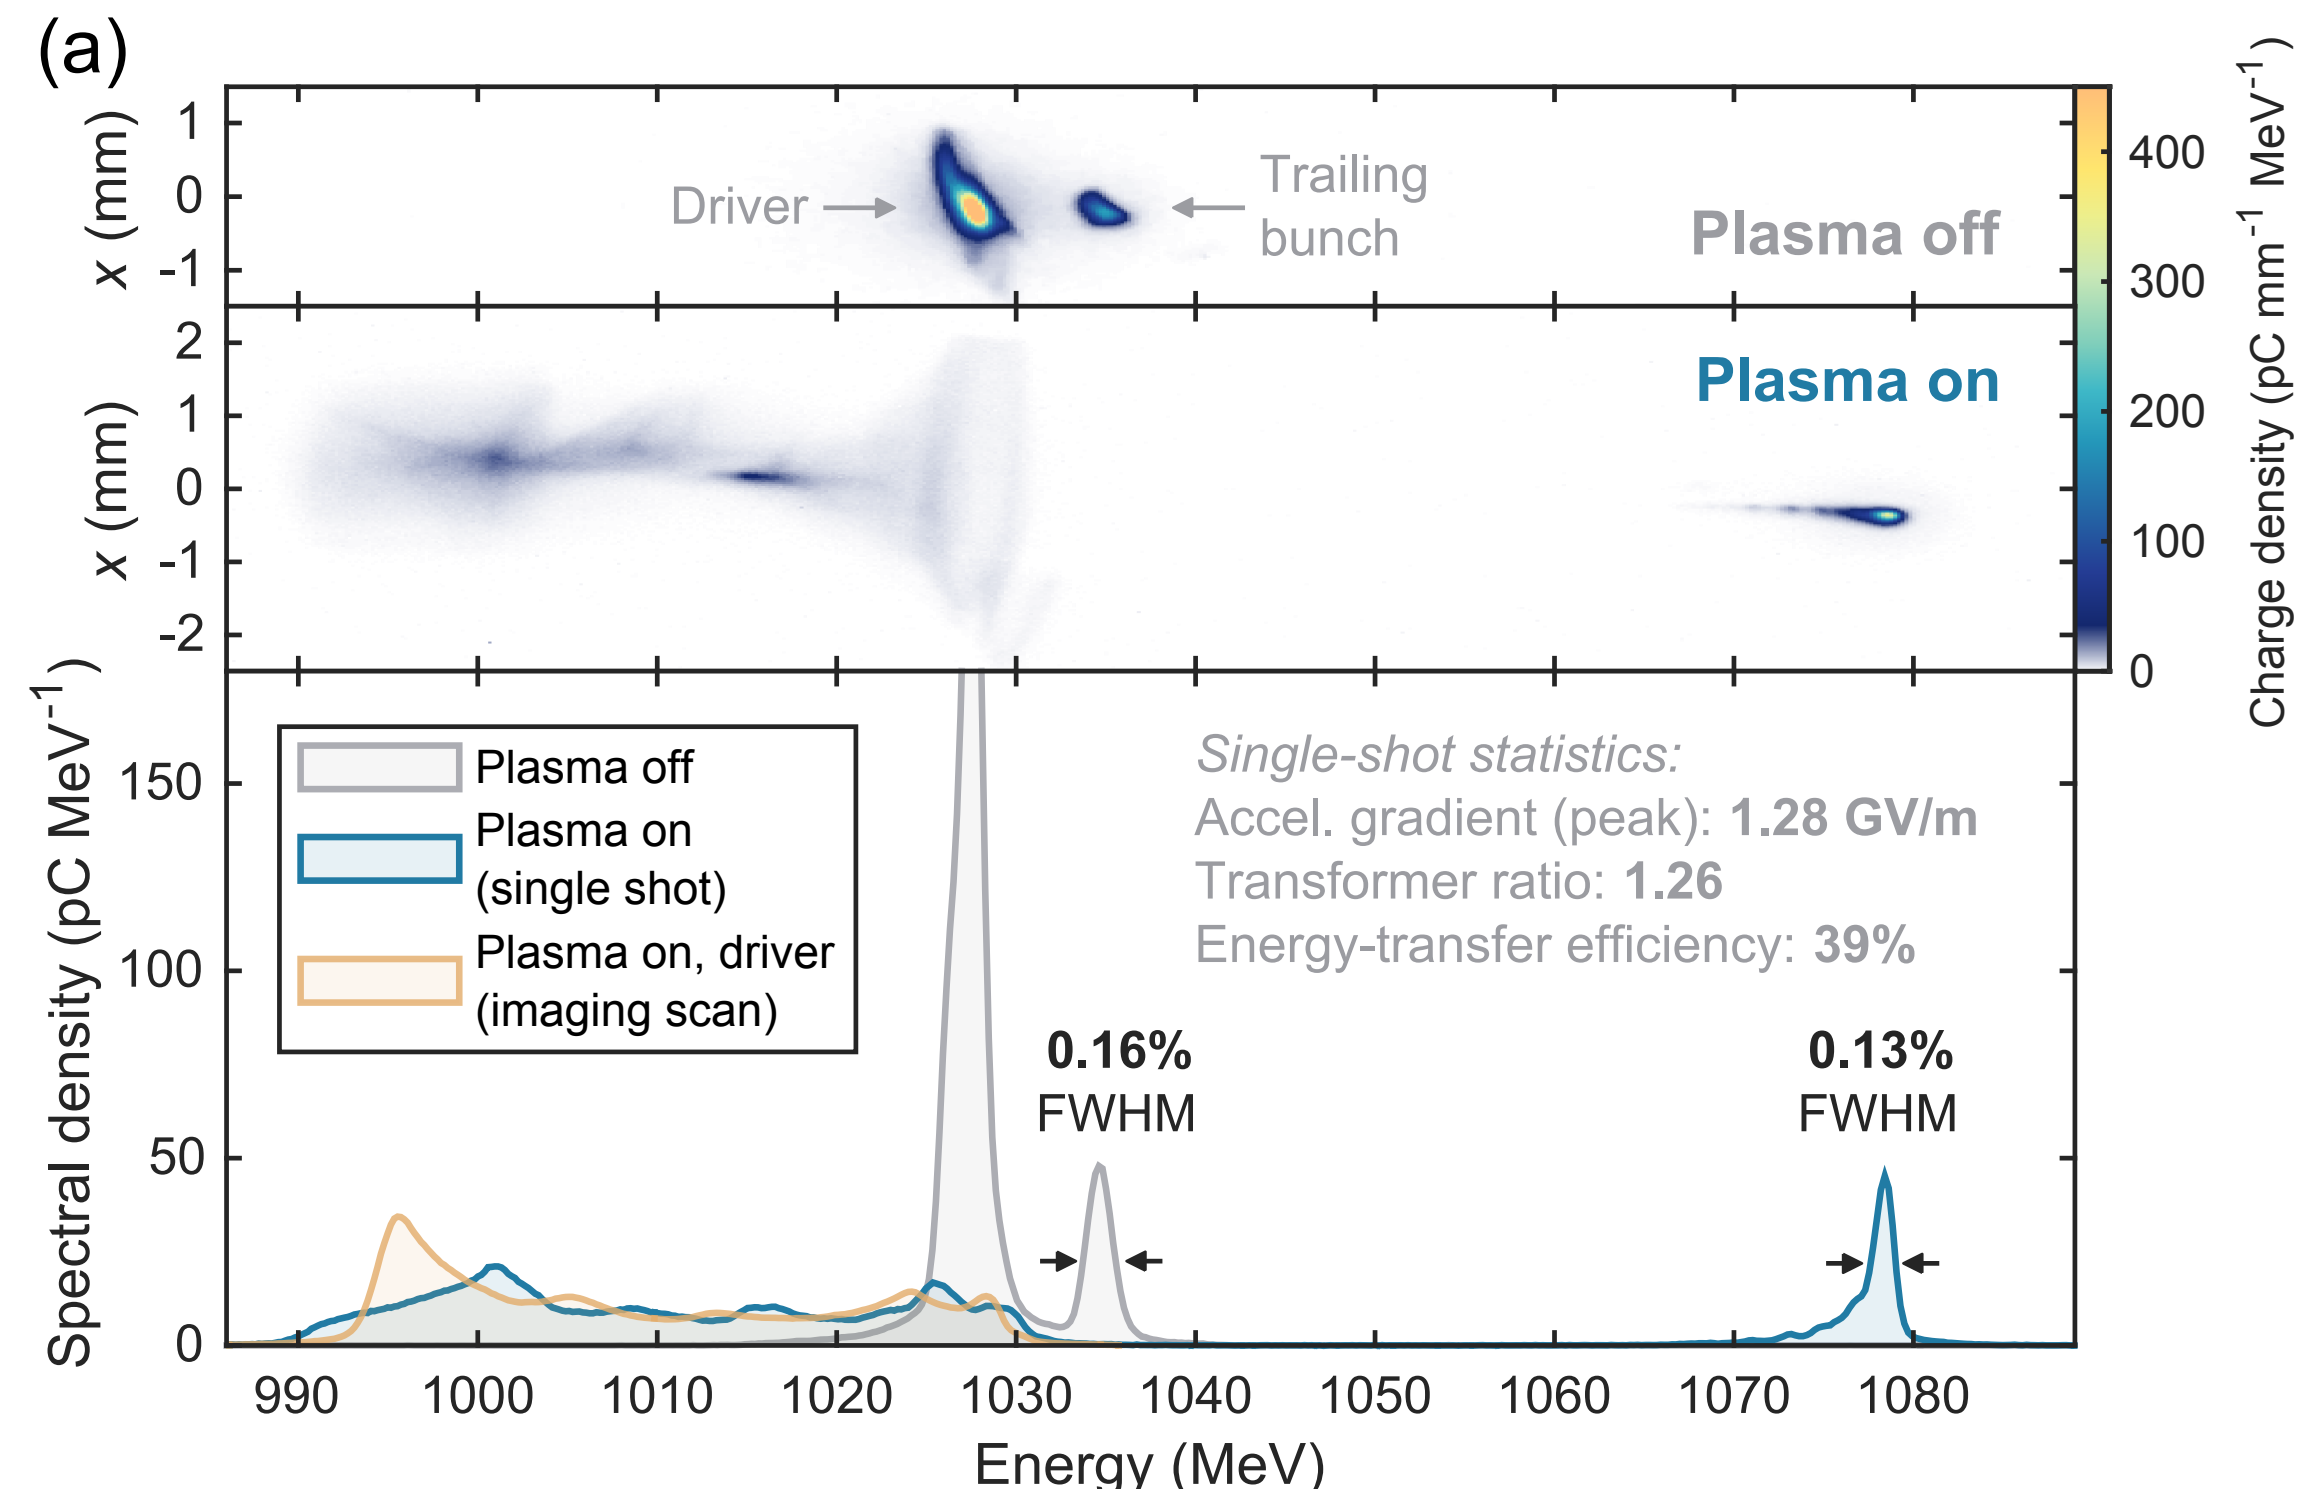 (a)
x (mm)
1
0
-1
Driver
Trailing
bunch
Plasma off
x (mm)
2
1
0
-1
-2
Plasma on
400
300
200
100
0
Charge density (pC mm⁻¹ MeV⁻¹)
Spectral density (pC MeV⁻¹)
150
100
50
0
Plasma off
Plasma on
(single shot)
Plasma on, driver
(imaging scan)
Single-shot statistics:
Accel. gradient (peak): 1.28 GV/m
Transformer ratio: 1.26
Energy-transfer efficiency: 39%
0.16%
FWHM
0.13%
FWHM
990 1000 1010 1020 1030 1040 1050 1060 1070 1080
Energy (MeV)